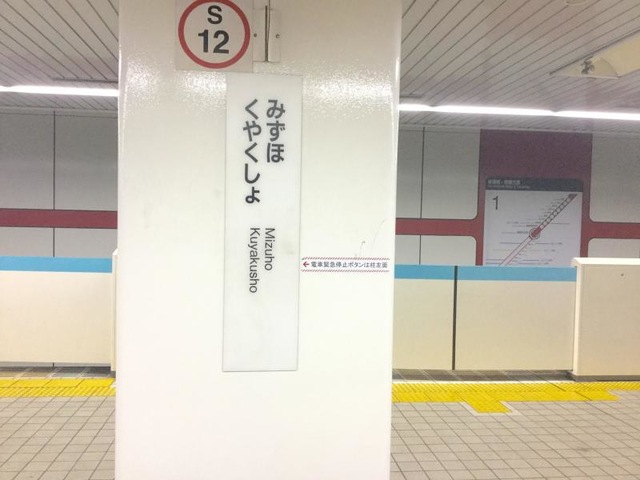 S
12
みずほ
くやくしょ
Mizuho
Kuyakusho
←電車緊急停止ボタンは柱左面
1